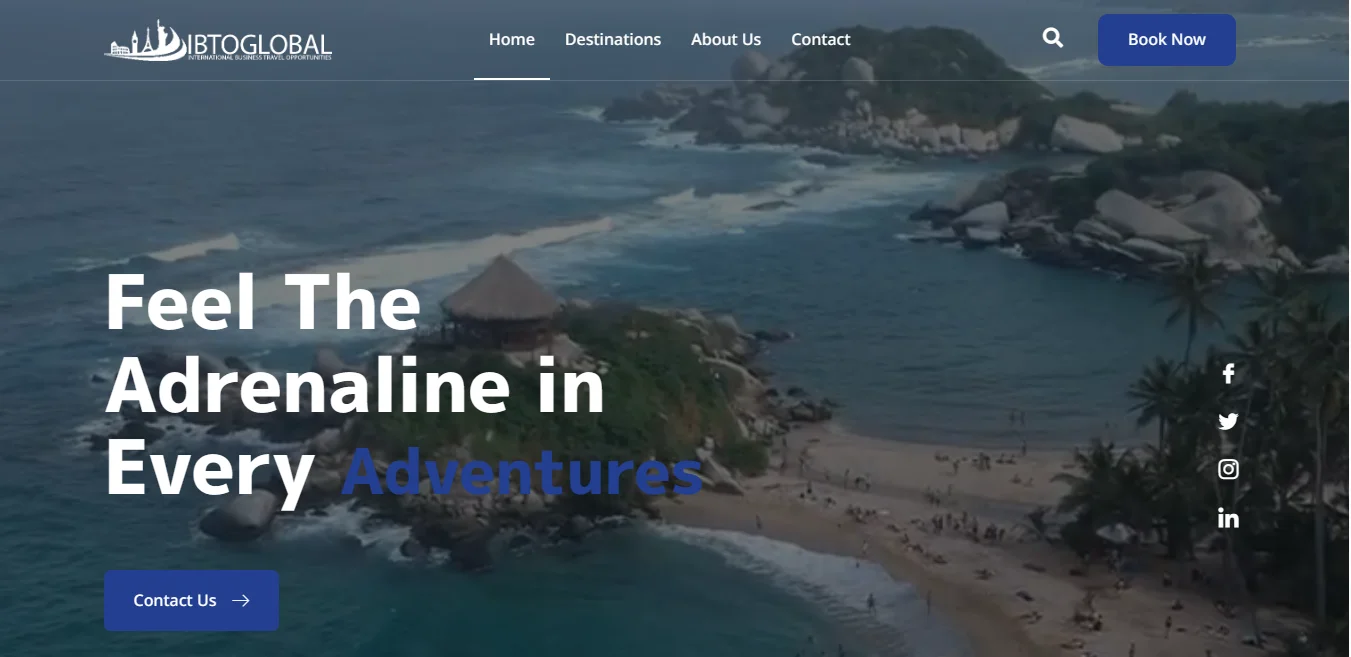 IBTOGLOBAL
INTERNATIONAL BUSINESS TRAVEL OPPORTUNITIES
Home Destinations About Us Contact
Book Now
Feel The
Adrenaline in
Every Adventures
Contact Us